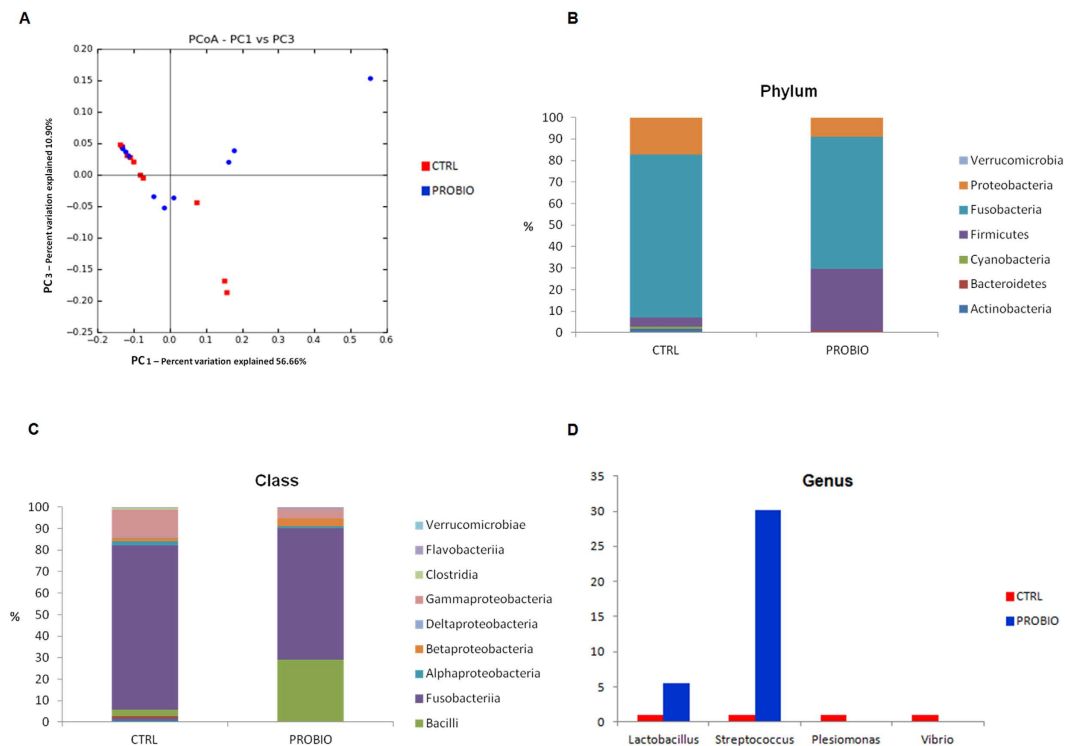 A
PCoA - PC1 vs PC3
0.20
0.15
0.10
0.05
0.00
−0.05
−0.10
−0.15
−0.20
−0.25
−0.2
−0.1
0.0
0.1
0.2
0.3
0.4
0.5
0.6
PC3 – Percent variation explained 10.90%
PC1 – Percent variation explained 56.66%
CTRL
PROBIO
B
Phylum
100
90
80
70
60
50
40
30
20
10
0
%
CTRL
PROBIO
Verrucomicrobia
Proteobacteria
Fusobacteria
Firmicutes
Cyanobacteria
Bacteroidetes
Actinobacteria
C
Class
100
90
80
70
60
50
40
30
20
10
0
%
CTRL
PROBIO
Verrucomicrobiae
Flavobacteriia
Clostridia
Gammaproteobacteria
Deltaproteobacteria
Betaproteobacteria
Alphaproteobacteria
Fusobacteriia
Bacilli
D
Genus
35
30
25
20
15
10
5
0
Lactobacillus
Streptococcus
Plesiomonas
Vibrio
CTRL
PROBIO